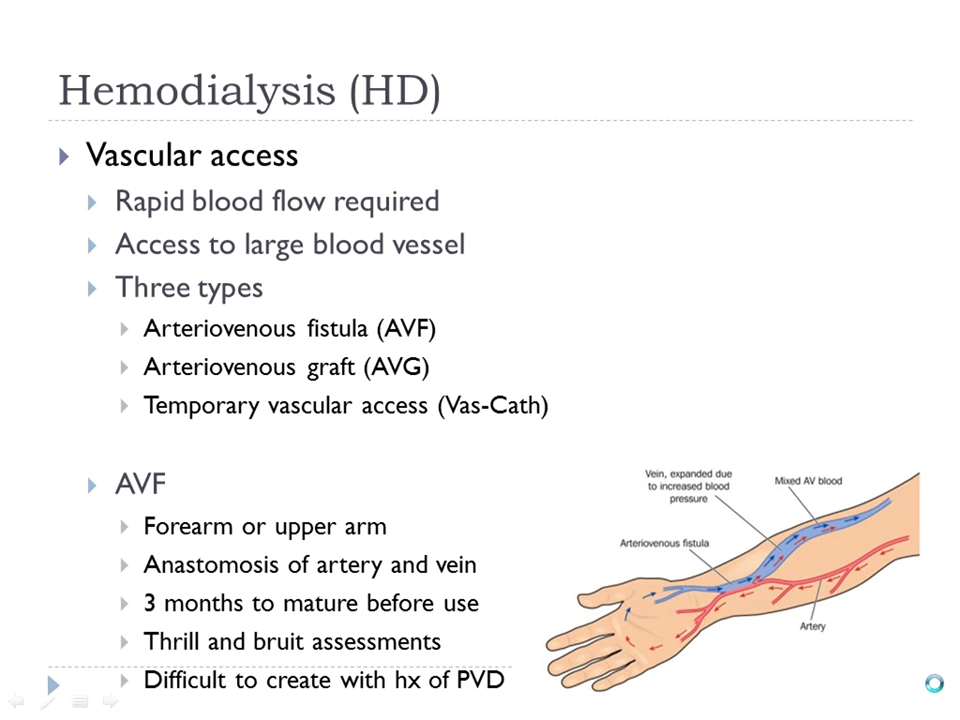 Hemodialysis (HD)
Vascular access
Rapid blood flow required
Access to large blood vessel
Three types
Arteriovenous fistula (AVF)
Arteriovenous graft (AVG)
Temporary vascular access (Vas-Cath)
AVF
Forearm or upper arm
Anastomosis of artery and vein
3 months to mature before use
Thrill and bruit assessments
Difficult to create with hx of PVD
Vein, expanded due
to increased blood
pressure
Mixed AV blood
Arteriovenous fistula
Artery